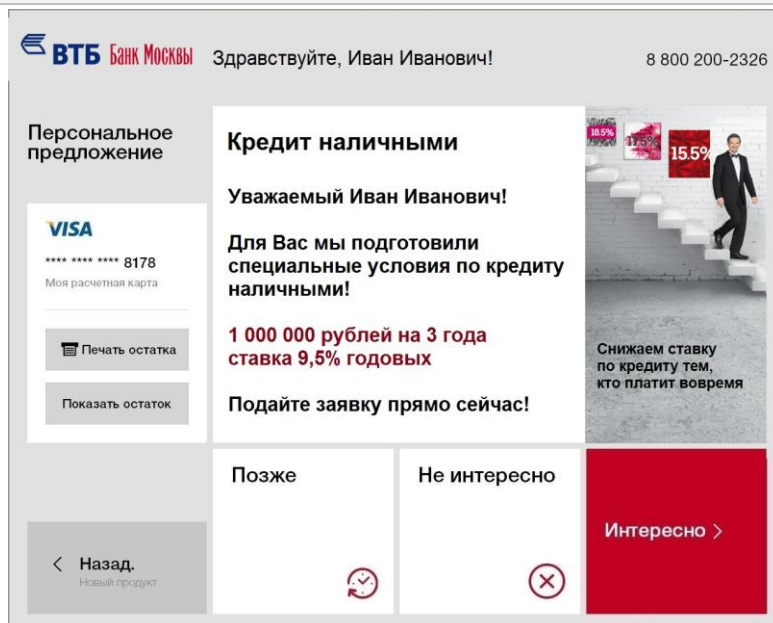 ВТБ Банк Москвы
Здравствуйте, Иван Иванович!
8 800 200-2326
Персональное
предложение
VISA
**** **** **** 8178
Моя расчетная карта
Печать остатка
Показать остаток
Кредит наличными
Уважаемый Иван Иванович!
Для Вас мы подготовили
специальные условия по кредиту
наличными!
1 000 000 рублей на 3 года
ставка 9,5% годовых
Подайте заявку прямо сейчас!
18.5%
17.5%
15.5%
Снижаем ставку
по кредиту тем,
кто платит вовремя
Назад.
Новый продукт
Позже
Не интересно
Интересно